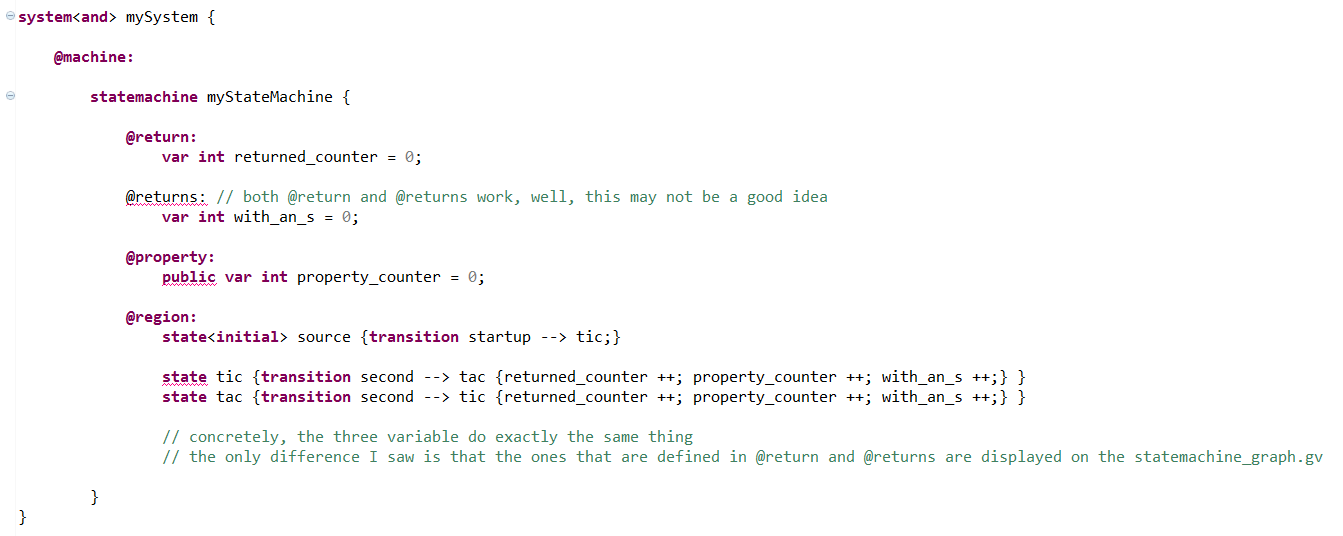 system<and> mySystem {
@machine:
statemachine myStateMachine {
@return:
var int returned_counter = 0;
@returns: // both @return and @returns work, well, this may not be a good idea
var int with_an_s = 0;
@property:
public var int property_counter = 0;
@region:
state<initial> source {transition startup --> tic;}
state tic {transition second --> tac {returned_counter ++; property_counter ++; with_an_s ++;} }
state tac {transition second --> tic {returned_counter ++; property_counter ++; with_an_s ++;} }
// concretely, the three variable do exactly the same thing
// the only difference I saw is that the ones that are defined in @return and @returns are displayed on the statemachine_graph.gv
}
}